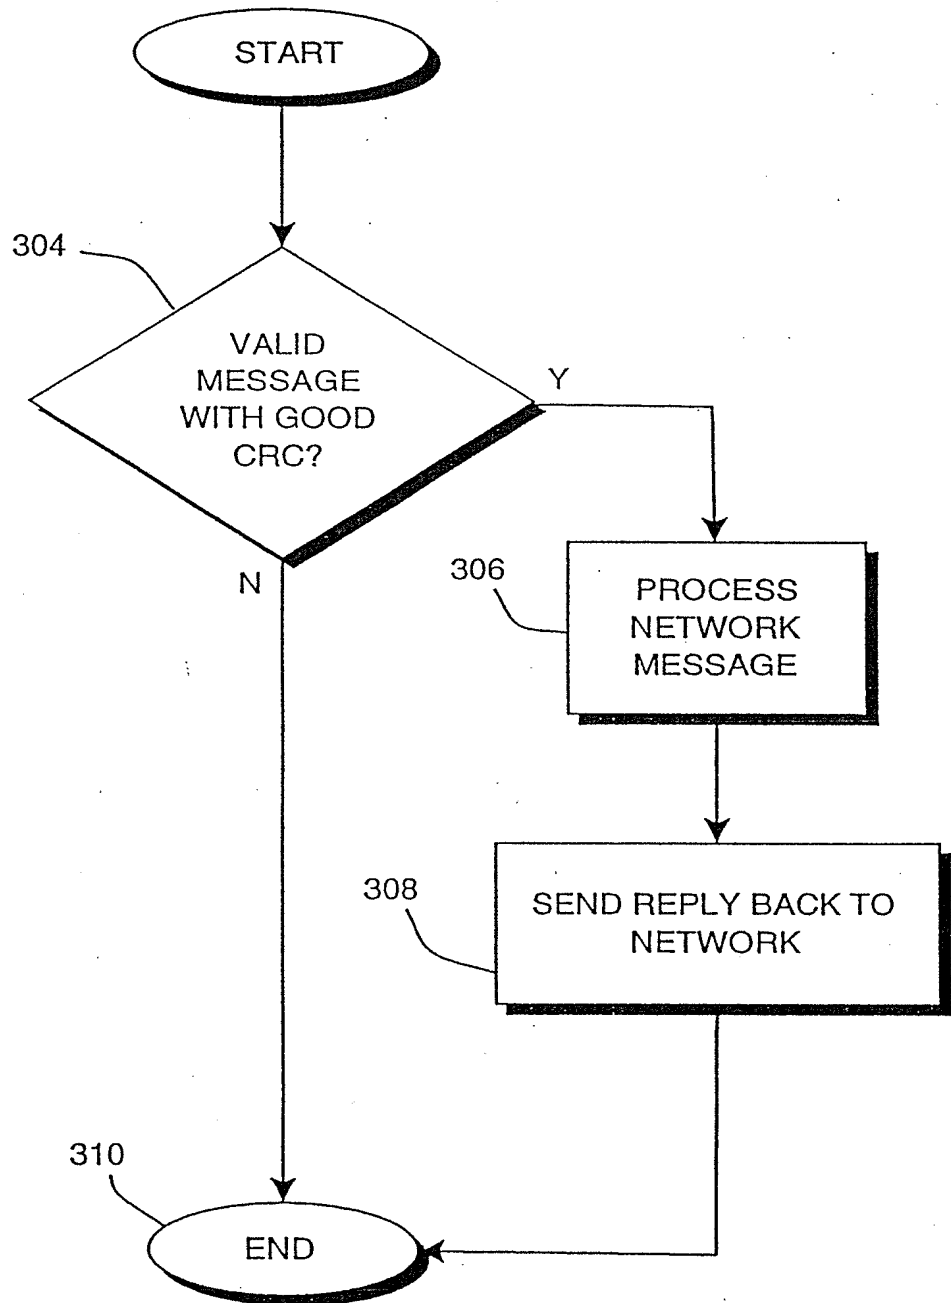 START
304
VALID
MESSAGE
WITH GOOD
CRC?
Y
N
306
PROCESS
NETWORK
MESSAGE
308
SEND REPLY BACK TO
NETWORK
310
END